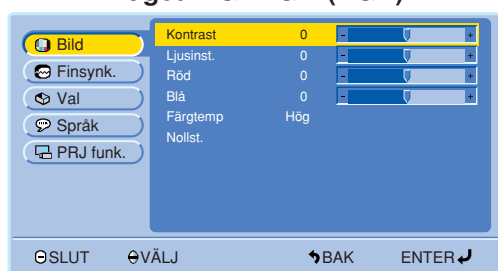 Bild
Finsynk.
Val
Språk
PRJ funk.
Kontrast 0 - +
Ljusinst. 0 - +
Röd 0 - +
Blå 0 - +
Färgtemp Hög
Nollst.
SLUT VÄLJ BAK ENTER